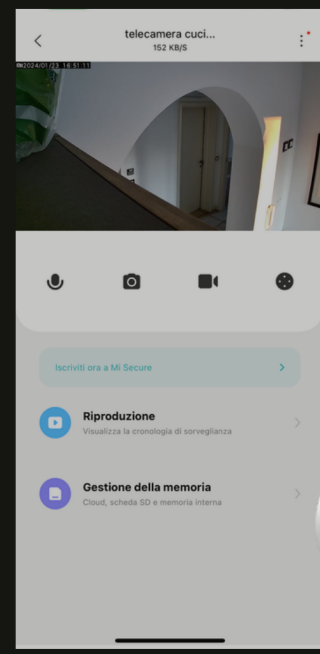 telecamera cuci...
152 KB/S
2024/01/23 16:51:11
Iscriviti ora a Mi Secure
Riproduzione
Visualizza la cronologia di sorveglianza
Gestione della memoria
Cloud, scheda SD e memoria interna